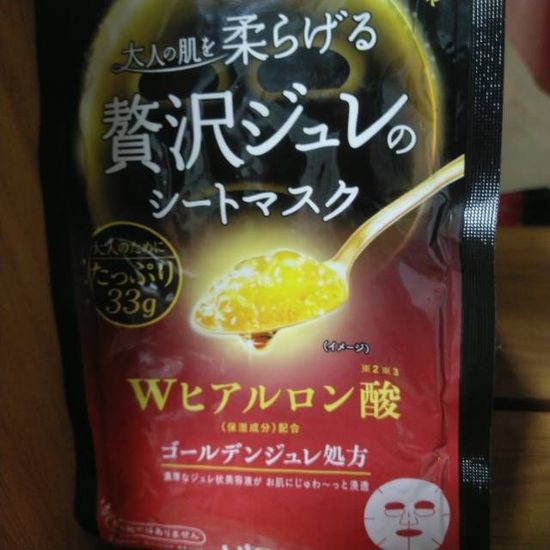 大人の肌を柔らげる
贅沢ジュレの
シートマスク
大人のために
たっぷり
33g
(イメージ)
※2※3
Wヒアルロン酸
(保湿成分)配合
ゴールデンジュレ処方
濃厚なジュレ状美容液が お肌にじゅわ～っと浸透